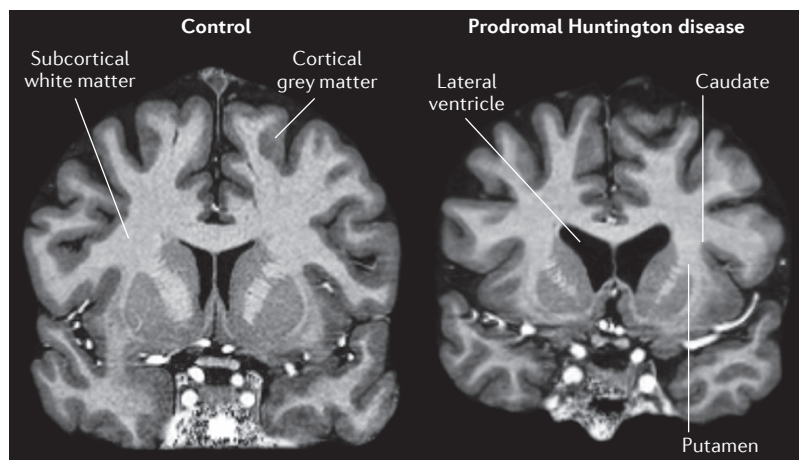 Control
Prodromal Huntington disease
Subcortical
white matter
Cortical
grey matter
Lateral
ventricle
Caudate
Putamen